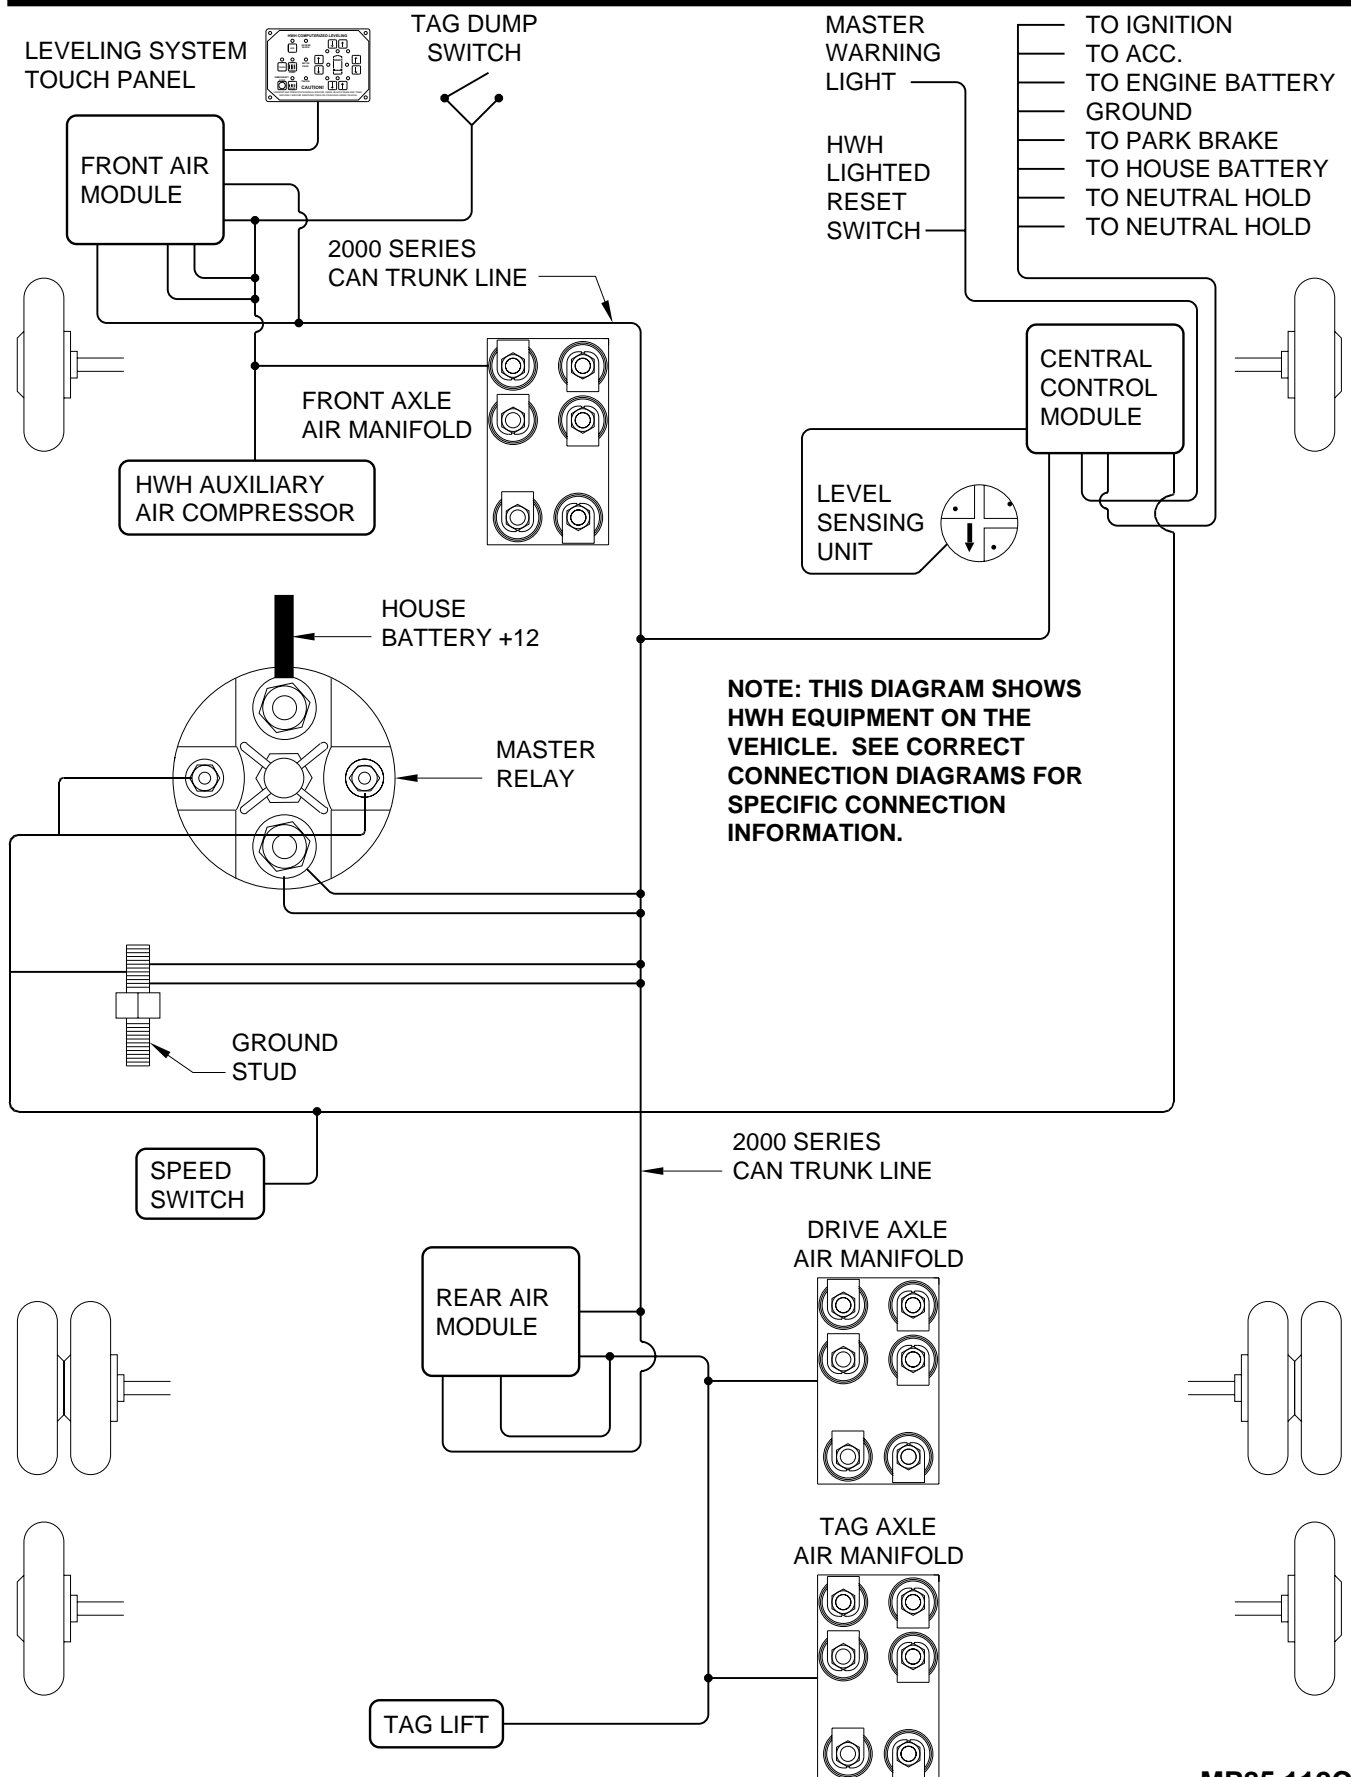 LEVELING SYSTEM
TOUCH PANEL
HWH COMPUTERIZED LEVELING
CAUTION!
TAG DUMP
SWITCH
MASTER
WARNING
LIGHT
HWH
LIGHTED
RESET
SWITCH
TO IGNITION
TO ACC.
TO ENGINE BATTERY
GROUND
TO PARK BRAKE
TO HOUSE BATTERY
TO NEUTRAL HOLD
TO NEUTRAL HOLD
FRONT AIR
MODULE
2000 SERIES
CAN TRUNK LINE
CENTRAL
CONTROL
MODULE
FRONT AXLE
AIR MANIFOLD
HWH AUXILIARY
AIR COMPRESSOR
LEVEL
SENSING
UNIT
HOUSE
BATTERY +12
MASTER
RELAY
NOTE: THIS DIAGRAM SHOWS
HWH EQUIPMENT ON THE
VEHICLE. SEE CORRECT
CONNECTION DIAGRAMS FOR
SPECIFIC CONNECTION
INFORMATION.
GROUND
STUD
SPEED
SWITCH
2000 SERIES
CAN TRUNK LINE
REAR AIR
MODULE
DRIVE AXLE
AIR MANIFOLD
TAG AXLE
AIR MANIFOLD
TAG LIFT